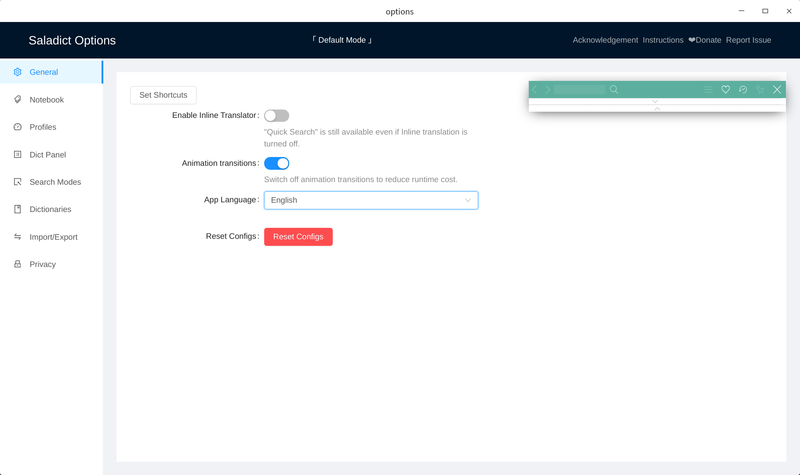 options
Saladict Options
「 Default Mode 」
Acknowledgement Instructions ❤Donate Report Issue
General
Notebook
Profiles
Dict Panel
Search Modes
Dictionaries
Import/Export
Privacy
Set Shortcuts
Enable Inline Translator:
"Quick Search" is still available even if Inline translation is
turned off.
Animation transitions:
Switch off animation transitions to reduce runtime cost.
App Language: English
Reset Configs: Reset Configs